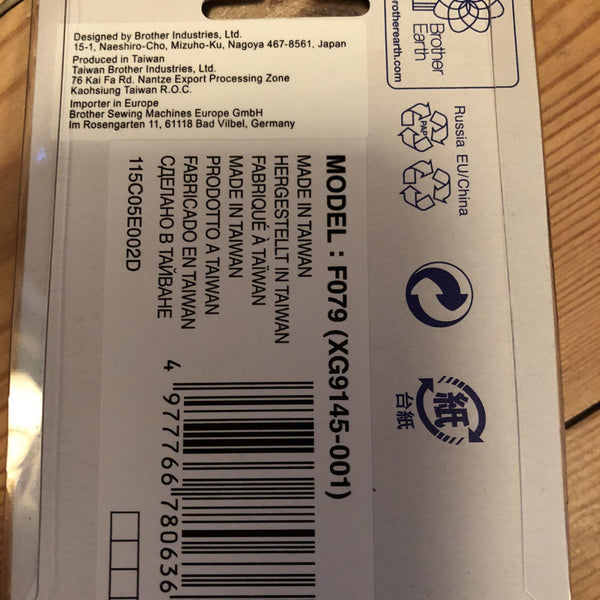 Designed by Brother Industries, Ltd.
15-1, Naeshiro-Cho, Mizuho-Ku, Nagoya 467-8561, Japan
Produced in Taiwan
Taiwan Brother Industries, Ltd.
76 Kai Fa Rd. Nantze Export Processing Zone
Kaohsiung Taiwan R.O.C.
Importer in Europe
Brother Sewing Machines Europe GmbH
Im Rosengarten 11, 61118 Bad Vilbel, Germany
Brother
Earth
brotherearth.com
Russia EU/China
PAP
紙
台紙
MODEL : F079 (XG9145-001)
MADE IN TAIWAN
HERGESTELLT IN TAIWAN
FABRIQUÉ À TAÏWAN
MADE IN TAIWAN
PRODOTTO A TAIWAN
FABRICADO EN TAIWAN
СДЕЛАНО В ТАЙВАНЕ
115C05E002D
4 977766 780636